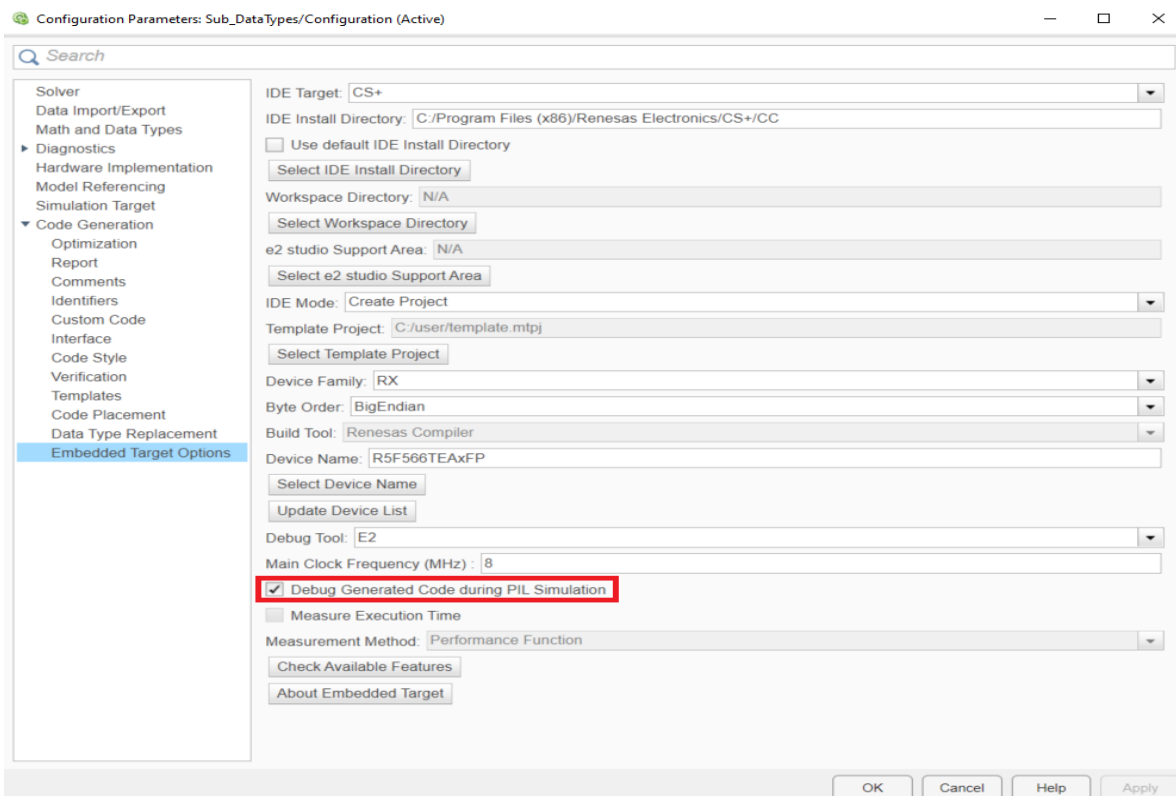 Configuration Parameters: Sub_DataTypes/Configuration (Active)
Search
Solver
Data Import/Export
Math and Data Types
Diagnostics
Hardware Implementation
Model Referencing
Simulation Target
Code Generation
Optimization
Report
Comments
Identifiers
Custom Code
Interface
Code Style
Verification
Templates
Code Placement
Data Type Replacement
Embedded Target Options
IDE Target: CS+
IDE Install Directory: C:/Program Files (x86)/Renesas Electronics/CS+/CC
Use default IDE Install Directory
Select IDE Install Directory
Workspace Directory: N/A
Select Workspace Directory
e2 studio Support Area: N/A
Select e2 studio Support Area
IDE Mode: Create Project
Template Project: C:/user/template.mtpj
Select Template Project
Device Family: RX
Byte Order: BigEndian
Build Tool: Renesas Compiler
Device Name: R5F566TEAxFP
Select Device Name
Update Device List
Debug Tool: E2
Main Clock Frequency (MHz) : 8
Debug Generated Code during PIL Simulation
Measure Execution Time
Measurement Method: Performance Function
Check Available Features
About Embedded Target
OK Cancel Help Apply